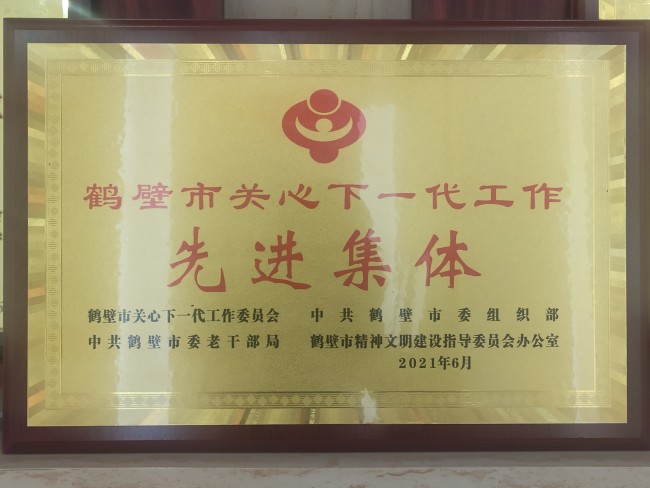 鹤壁市关心下一代工作
先进集体
鹤壁市关心下一代工作委员会 中共鹤壁市委组织部
中共鹤壁市委老干部局 鹤壁市精神文明建设指导委员会办公室
2021年6月